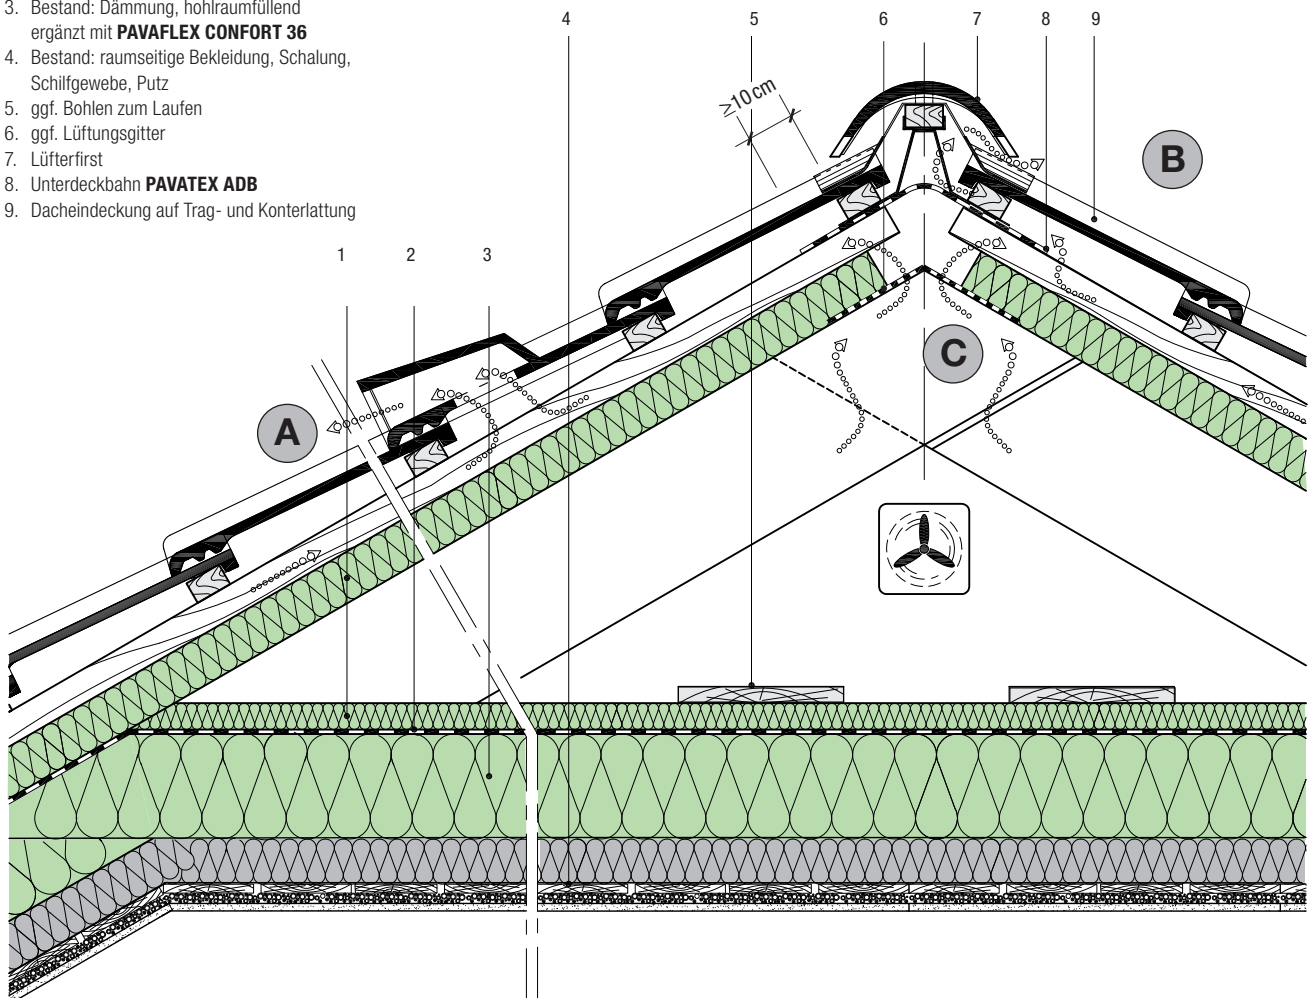 3. Bestand: Dämmung, hohlraumfüllend
ergänzt mit PAVAFLEX CONFORT 36
4. Bestand: raumseitige Bekleidung, Schalung,
Schilfgewebe, Putz
5. ggf. Bohlen zum Laufen
6. ggf. Lüftungsgitter
7. Lüfterfirst
8. Unterdeckbahn PAVATEX ADB
9. Dacheindeckung auf Trag- und Konterlattung
4 5 6 7 8 9
≥10 cm
B
1 2 3
C
A